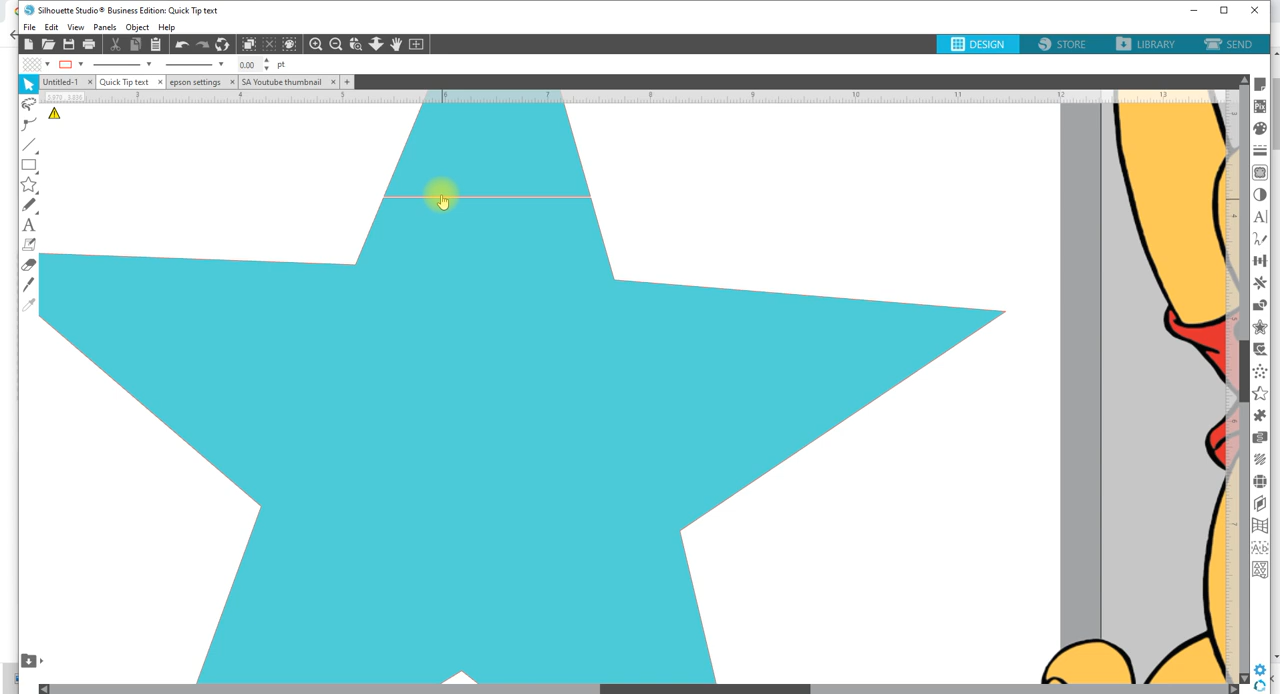 Silhouette Studio® Business Edition: Quick Tip text
File Edit View Panels Object Help
DESIGN STORE LIBRARY SEND
0.00 pt
Untitled-1 Quick Tip text epson settings SA Youtube thumbnail
3 4 5 6 7 8 9 10 11 12 13